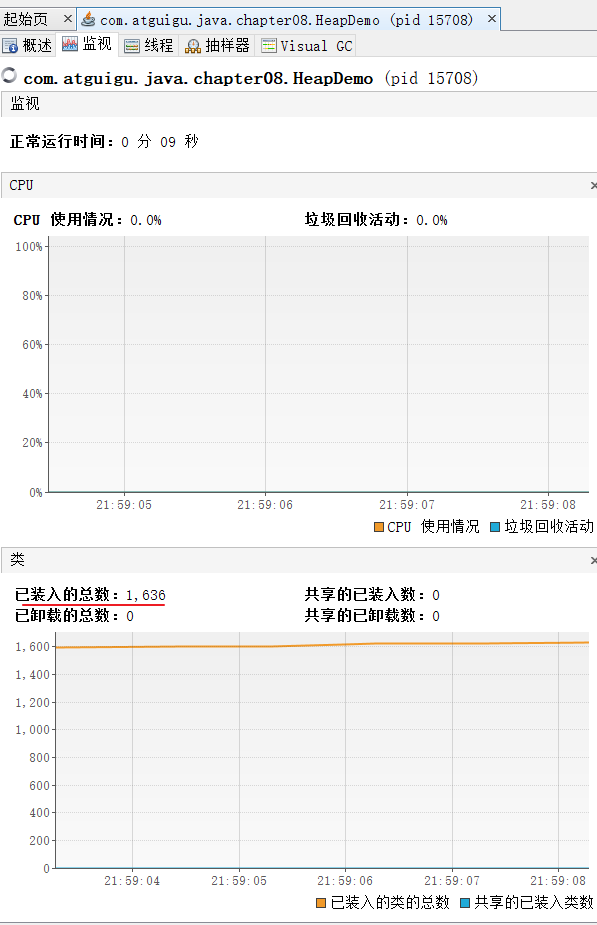 起始页 × com.atguigu.java.chapter08.HeapDemo (pid 15708) ×
概述 监视 线程 抽样器 Visual GC
com.atguigu.java.chapter08.HeapDemo (pid 15708)
监视
正常运行时间: 0 分 09 秒
CPU ×
CPU 使用情况: 0.0% 垃圾回收活动: 0.0%
100%
80%
60%
40%
20%
0%
21:59:05 21:59:06 21:59:07 21:59:08
CPU 使用情况 垃圾回收活动
类 ×
已装入的总数: 1,636 共享的已装入数: 0
已卸载的总数: 0 共享的已卸载数: 0
1,600
1,400
1,200
1,000
800
600
400
200
0
21:59:04 21:59:05 21:59:06 21:59:07 21:59:08
已装入的类的总数 共享的已装入类数